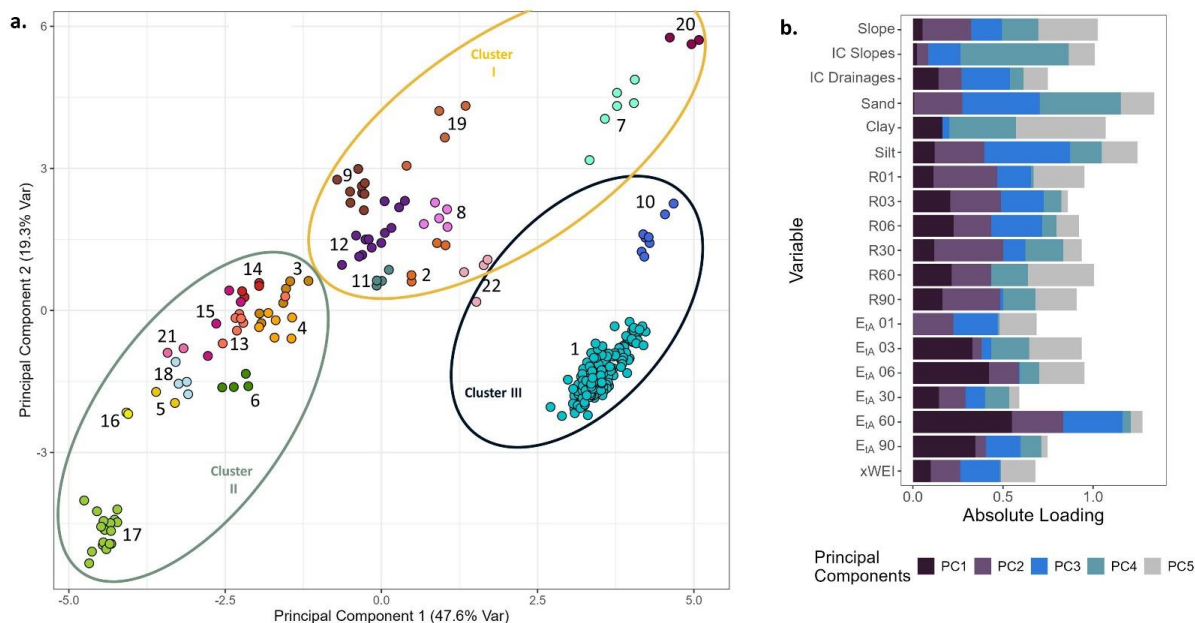 a.
6
3
0
-3
-5.0
-2.5
0.0
2.5
5.0
Principal Component 2 (19.3% Var)
Principal Component 1 (47.6% Var)
Cluster
I
20
7
19
9
8
12
11
2
22
10
1
Cluster III
14
3
15
4
13
21
18
6
5
16
Cluster
II
17
b.
Variable
Slope
IC Slopes
IC Drainages
Sand
Clay
Silt
R01
R03
R06
R30
R60
R90
EtA 01
EtA 03
EtA 06
EtA 30
EtA 60
EtA 90
xWEI
0.0
0.5
1.0
Absolute Loading
Principal
Components
PC1
PC2
PC3
PC4
PC5